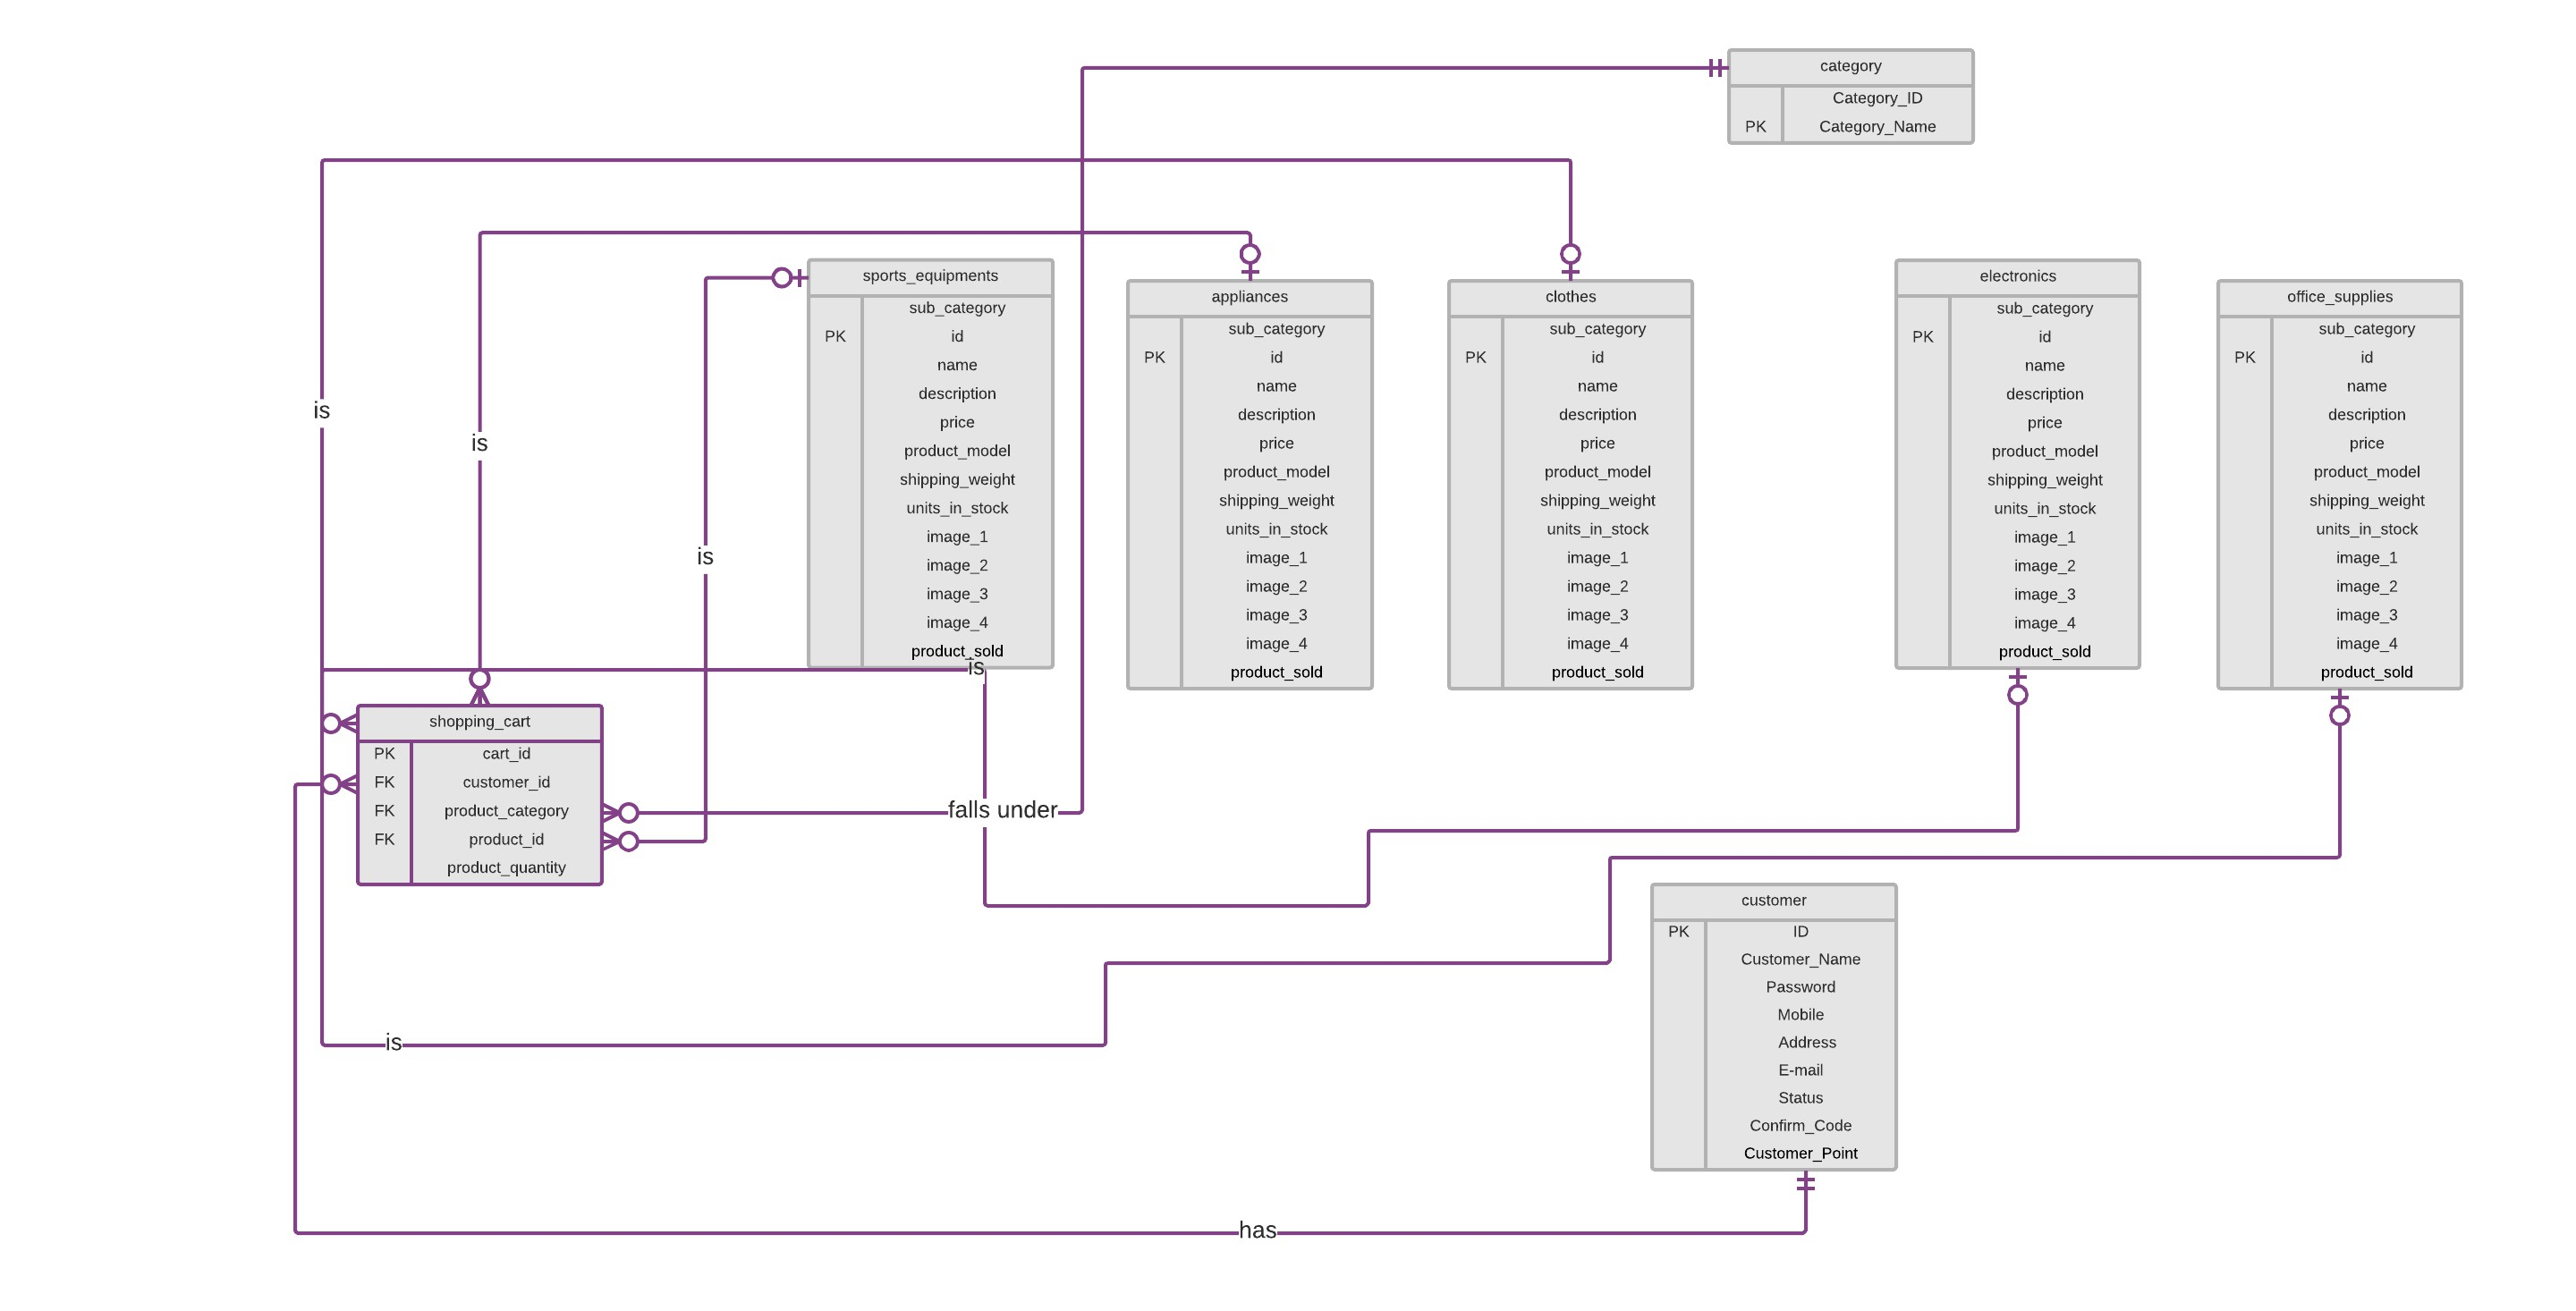 category
Category_ID
PK Category_Name
sports_equipments
sub_category
PK id
name
description
price
product_model
shipping_weight
units_in_stock
image_1
image_2
image_3
image_4
product_sold
appliances
sub_category
PK id
name
description
price
product_model
shipping_weight
units_in_stock
image_1
image_2
image_3
image_4
product_sold
clothes
sub_category
PK id
name
description
price
product_model
shipping_weight
units_in_stock
image_1
image_2
image_3
image_4
product_sold
electronics
sub_category
PK id
name
description
price
product_model
shipping_weight
units_in_stock
image_1
image_2
image_3
image_4
product_sold
office_supplies
sub_category
PK id
name
description
price
product_model
shipping_weight
units_in_stock
image_1
image_2
image_3
image_4
product_sold
is
is
is
is
shopping_cart
PK cart_id
FK customer_id
FK product_category
FK product_id
product_quantity
falls under
customer
PK ID
Customer_Name
Password
Mobile
Address
E-mail
Status
Confirm_Code
Customer_Point
is
has